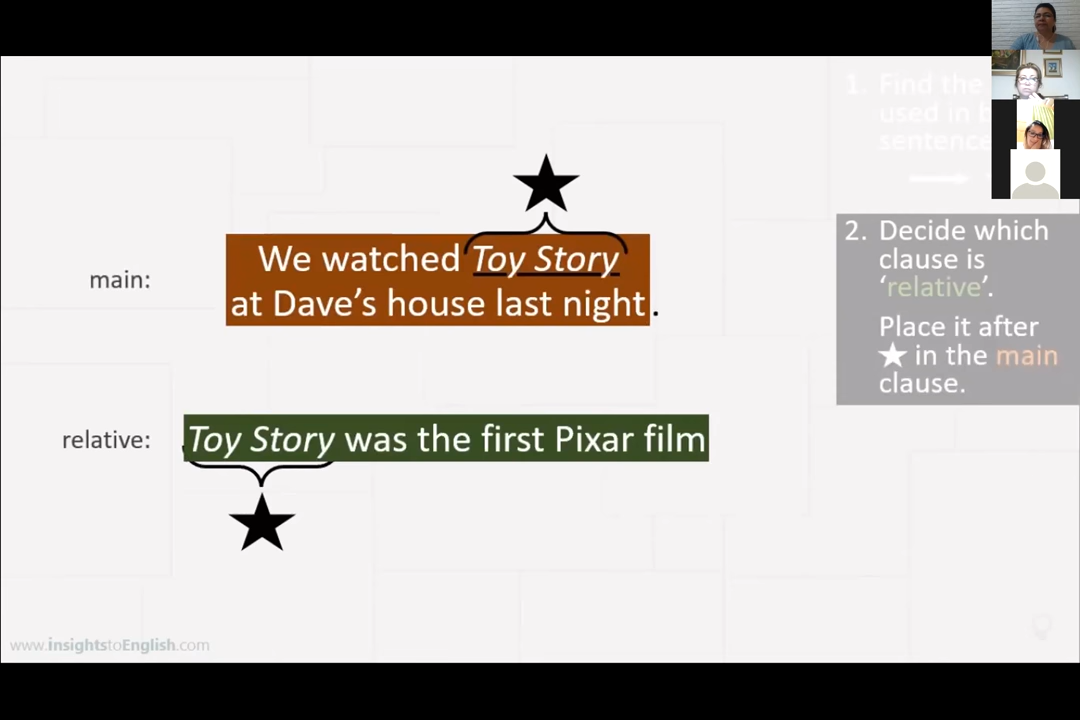 1. Find the
used in
sentence
main:
We watched Toy Story
at Dave's house last night.
2. Decide which
clause is
'relative'.
Place it after
★ in the main
clause.
relative:
Toy Story was the first Pixar film
www.insightstoEnglish.com